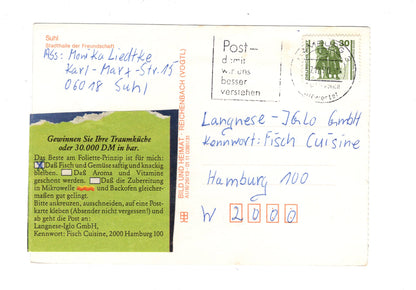 Suhl
Stadthalle der Freundschaft
Abs: Monika Liedtke
Karl-Marx-Str. 15
06018 Suhl
Gewinnen Sie Ihre Traumküche
oder 30.000 DM in bar.
Das Beste am Foliette-Prinzip ist für mich:
Daß Fisch und Gemüse saftig und knackig
bleiben. Daß Aroma und Vitamine
geschont werden. Daß die Zubereitung
in Mikrowelle und Backofen gleicher-
maßen gut gelingt.
Bitte ankreuzen, ausschneiden, auf eine Post-
karte kleben (Absender nicht vergessen!) und
ab geht die Post an:
Langnese-Iglo GmbH,
Kennwort: Fisch Cuisine, 2000 Hamburg 100
BILD UND HEIMAT REICHENBACH (VOGTL)
Post–
damit
wir uns
besser
verstehen
30
Langnese-Iglo GmbH
Kennwort: Fisch Cuisine
Hamburg 100
W 2000